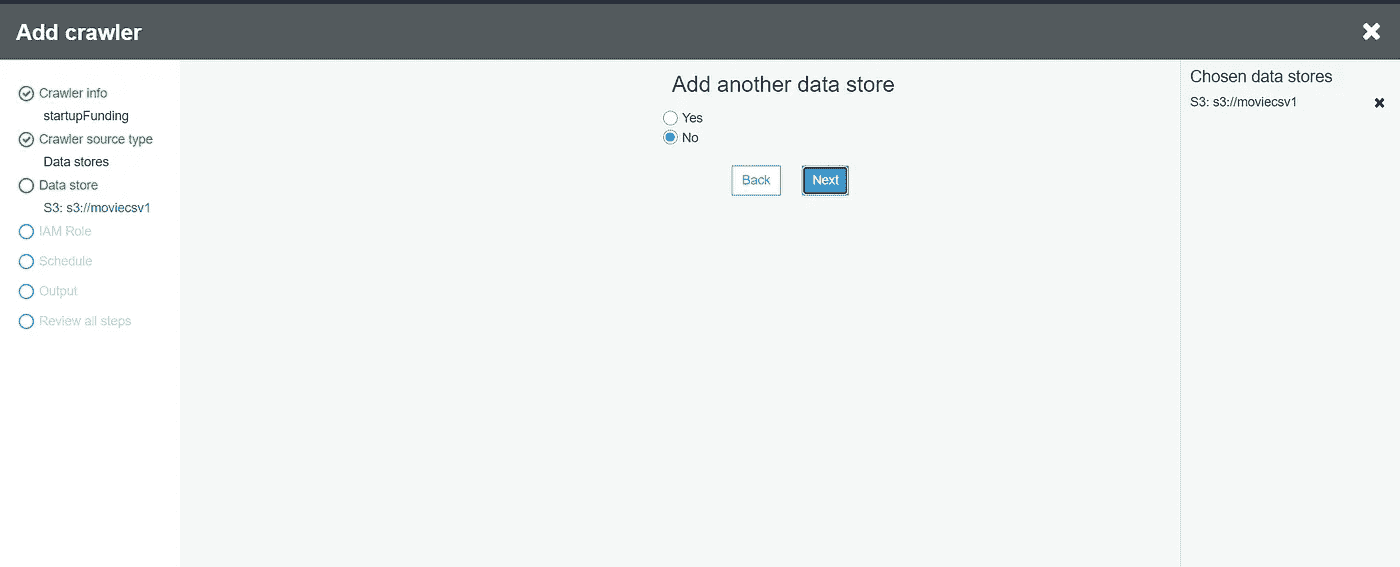 Add crawler
Crawler info
startupFunding
Crawler source type
Data stores
Data store
S3: s3://moviecsv1
IAM Role
Schedule
Output
Review all steps
Add another data store
Yes
No
Back
Next
Chosen data stores
S3: s3://moviecsv1